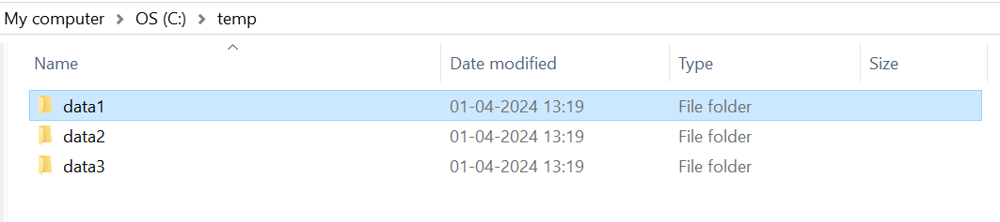 My computer > OS (C:) > temp
Name Date modified Type Size
data1 01-04-2024 13:19 File folder
data2 01-04-2024 13:19 File folder
data3 01-04-2024 13:19 File folder